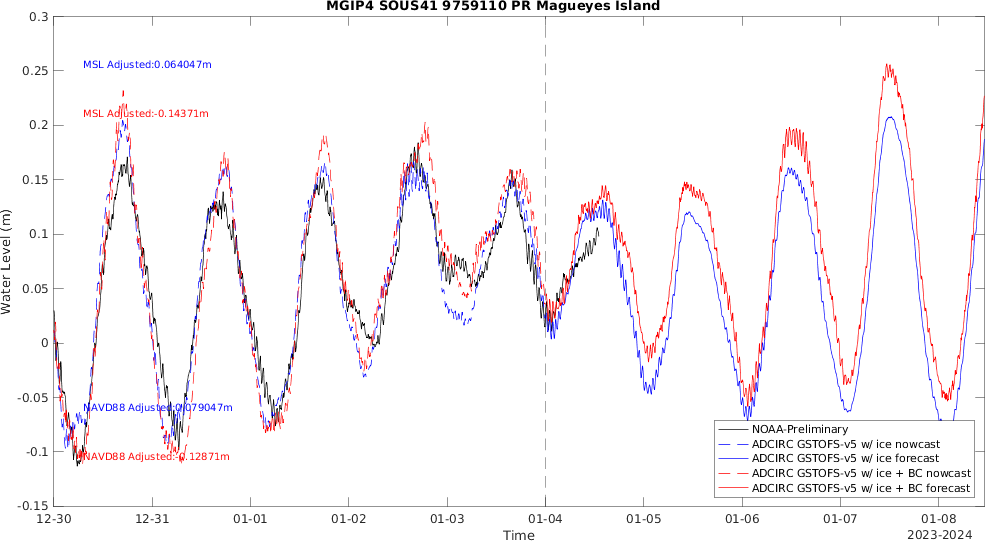 MGIP4 SOUS41 9759110 PR Magueyes Island
0.3
0.25
0.2
0.15
0.1
0.05
0
-0.05
-0.1
-0.15
Water Level (m)
MSL Adjusted:0.064047m
MSL Adjusted:-0.14371m
NAVD88 Adjusted:0.079047m
NAVD88 Adjusted:-0.12871m
NOAA-Preliminary
ADCIRC GSTOFS-v5 w/ ice nowcast
ADCIRC GSTOFS-v5 w/ ice forecast
ADCIRC GSTOFS-v5 w/ ice + BC nowcast
ADCIRC GSTOFS-v5 w/ ice + BC forecast
12-30 12-31 01-01 01-02 01-03 01-04 01-05 01-06 01-07 01-08
Time
2023-2024